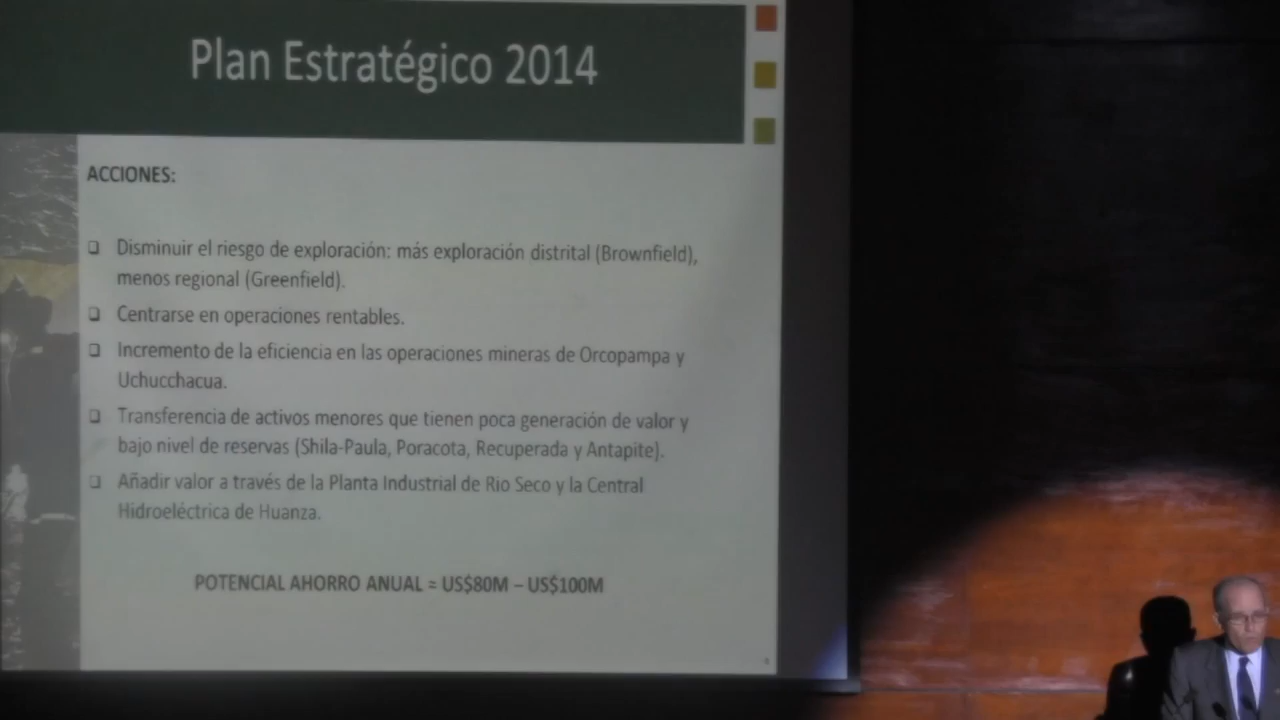 Plan Estratégico 2014
ACCIONES:
❑ Disminuir el riesgo de exploración: más exploración distrital (Brownfield),
menos regional (Greenfield).
❑ Centrarse en operaciones rentables.
❑ Incremento de la eficiencia en las operaciones mineras de Orcopampa y
Uchucchacua.
❑ Transferencia de activos menores que tienen poca generación de valor y
bajo nivel de reservas (Shila-Paula, Poracota, Recuperada y Antapite).
❑ Añadir valor a través de la Planta Industrial de Rio Seco y la Central
Hidroeléctrica de Huanza.
POTENCIAL AHORRO ANUAL = US$80M – US$100M